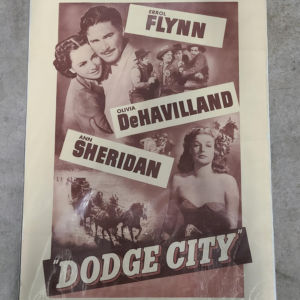 ERROL
FLYNN
OLIVIA
DeHAVILLAND
ANN
SHERIDAN
"DODGE CITY"